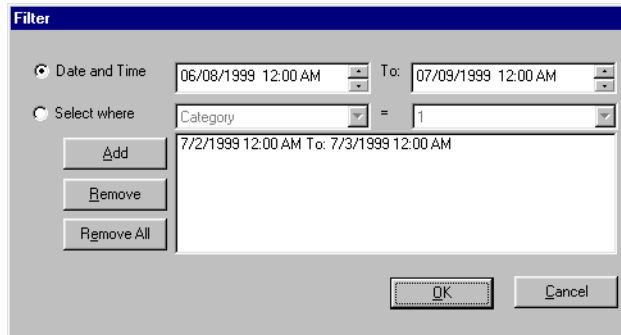 Filter
Date and Time 06/08/1999 12:00 AM To: 07/09/1999 12:00 AM
Select where Category = 1
Add
7/2/1999 12:00 AM To: 7/3/1999 12:00 AM
Remove
Remove All
OK Cancel